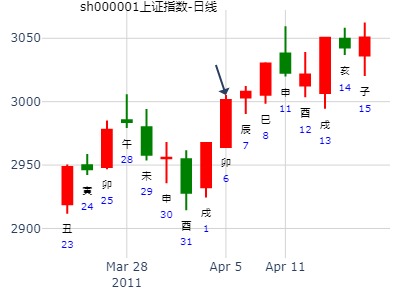 sh000001上证指数-日线
3050
3000
2950
2900
丑
23
寅
24
卯
25
午
28
未
29
申
30
酉
31
戌
1
卯
6
辰
7
巳
8
申
11
酉
12
戌
13
亥
14
子
15
Mar 28
2011
Apr 5
Apr 11